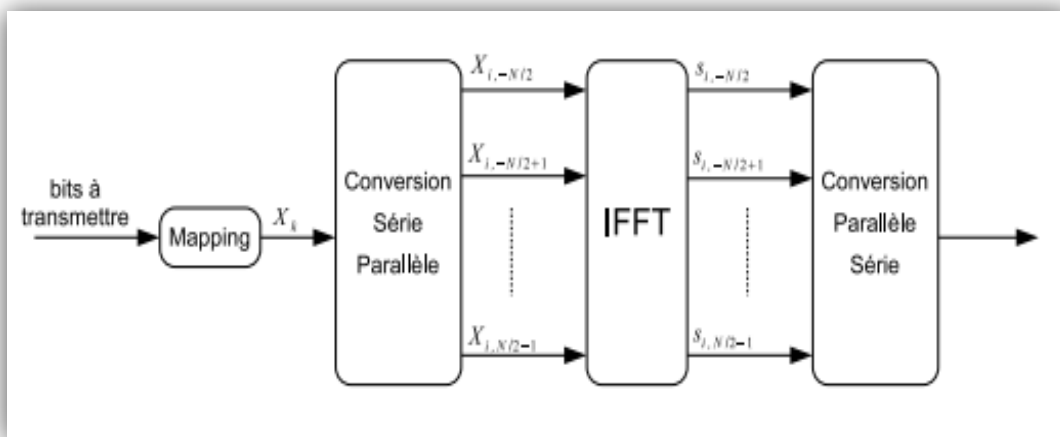 bits à
transmettre
Mapping
X_k
Conversion
Série
Parallèle
X_{i,-N/2}
X_{i,-N/2+1}
X_{i,N/2-1}
IFFT
s_{i,-N/2}
s_{i,-N/2+1}
s_{i,N/2-1}
Conversion
Parallèle
Série